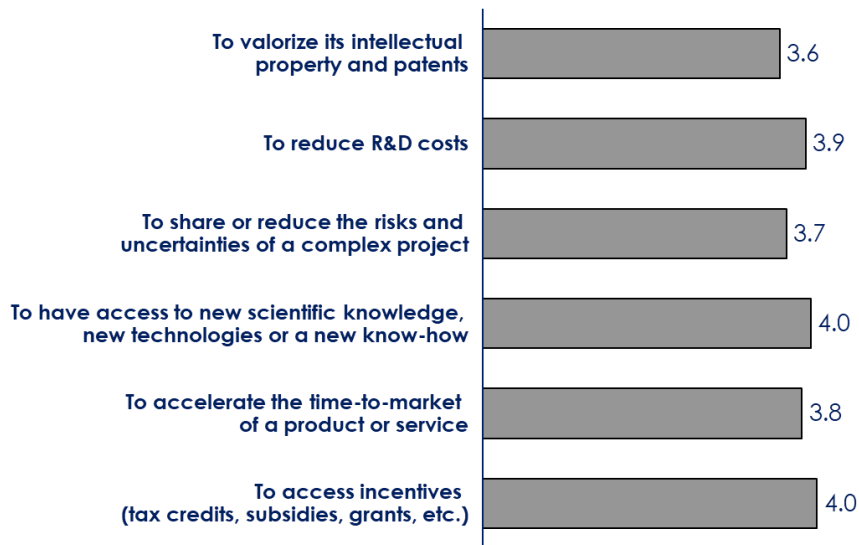 To valorize its intellectual
property and patents
3.6
To reduce R&D costs
3.9
To share or reduce the risks and
uncertainties of a complex project
3.7
To have access to new scientific knowledge,
new technologies or a new know-how
4.0
To accelerate the time-to-market
of a product or service
3.8
To access incentives
(tax credits, subsidies, grants, etc.)
4.0